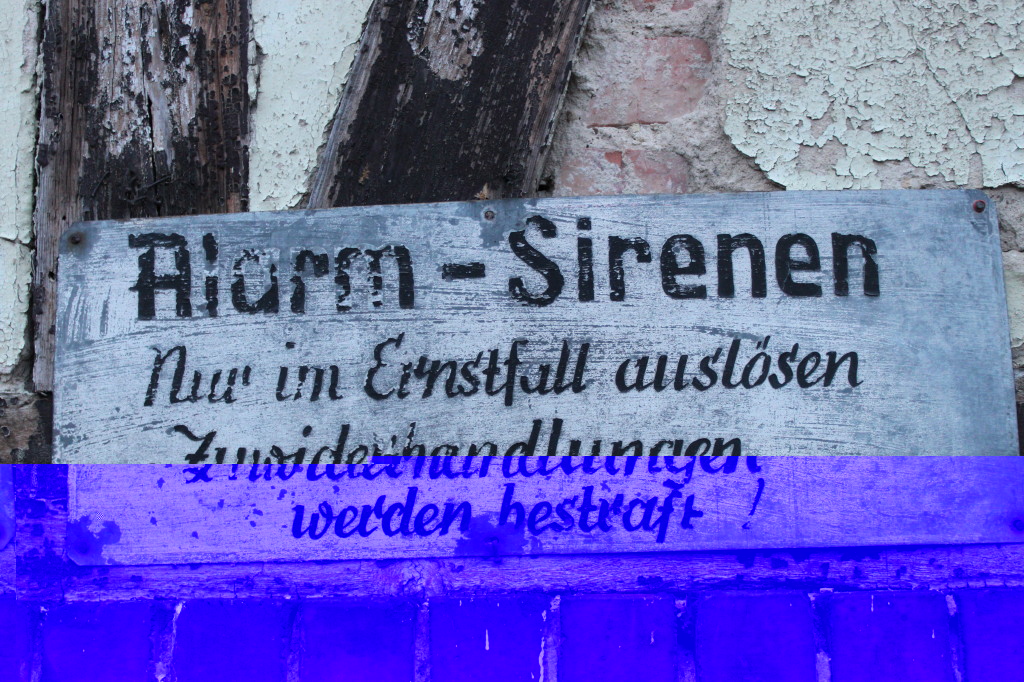 Alarm - Sirenen
Nur im Ernstfall auslösen
Zuwiderhandlungen
werden bestraft !